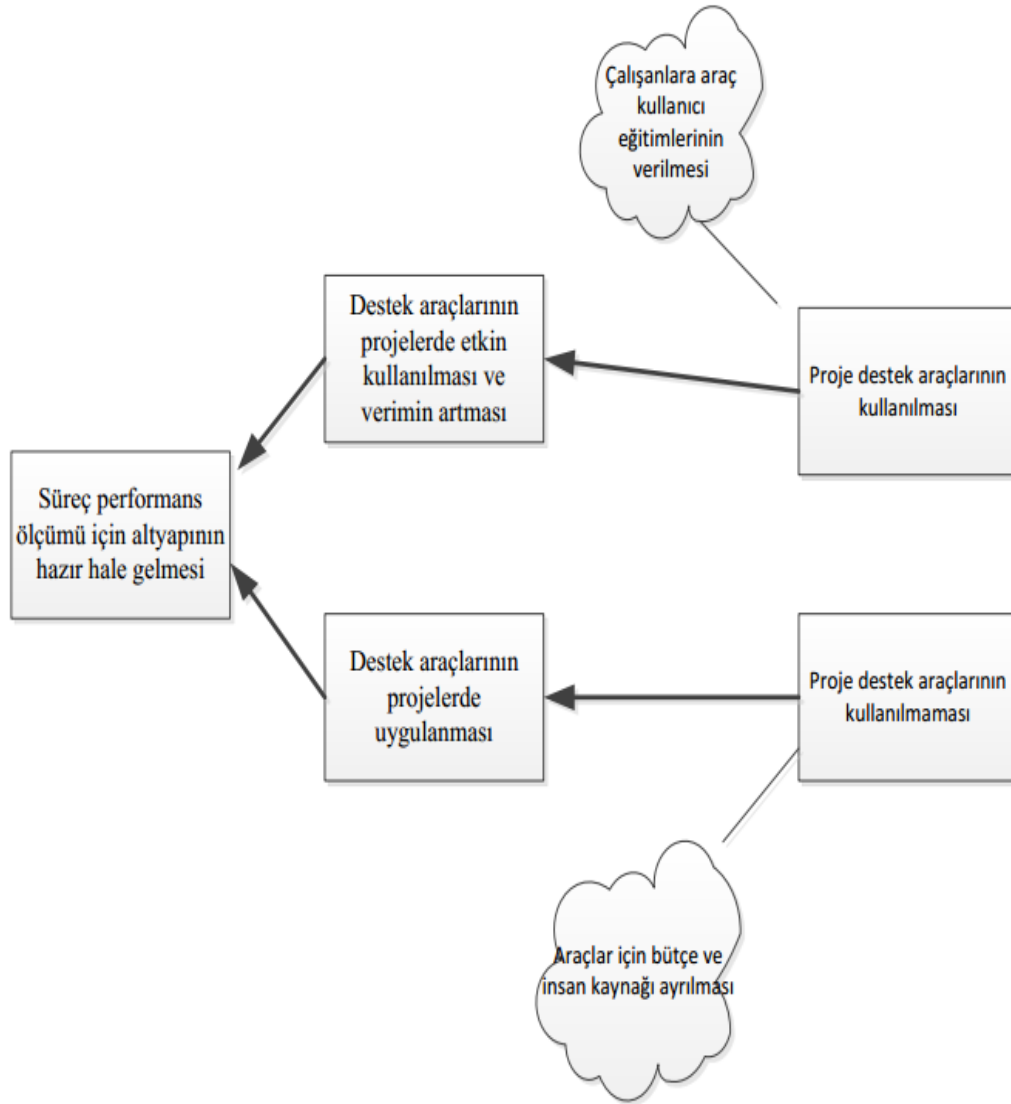 Çalışanlara araç
kullanıcı
eğitimlerinin
verilmesi
Destek araçlarının
projelerde etkin
kullanılması ve
verimin artması
Proje destek araçlarının
kullanılması
Süreç performans
ölçümü için altyapının
hazır hale gelmesi
Destek araçlarının
projelerde
uygulanması
Proje destek araçlarının
kullanılmaması
Araçlar için bütçe ve
insan kaynağı ayrılması